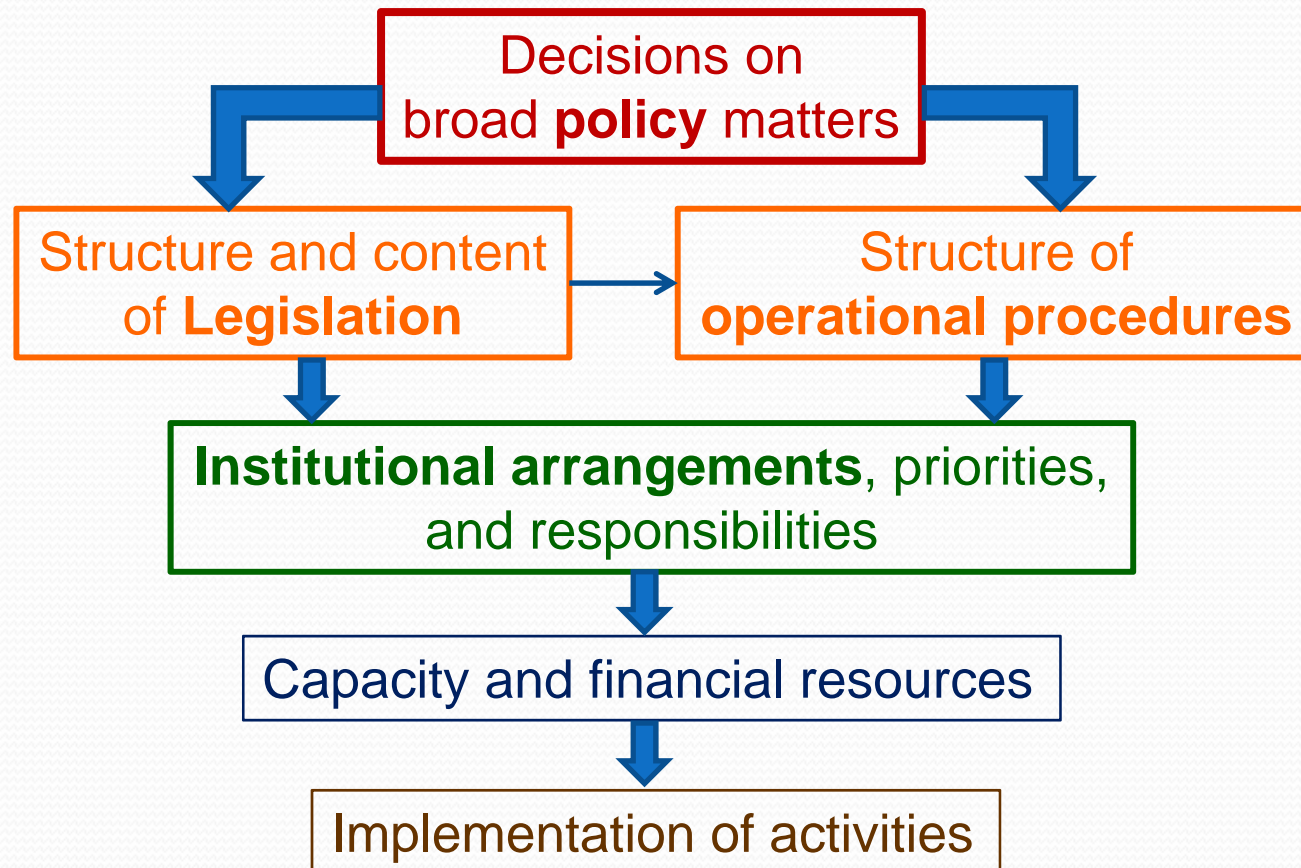 Decisions on
broad policy matters
Structure and content
of Legislation
Structure of
operational procedures
Institutional arrangements, priorities,
and responsibilities
Capacity and financial resources
Implementation of activities